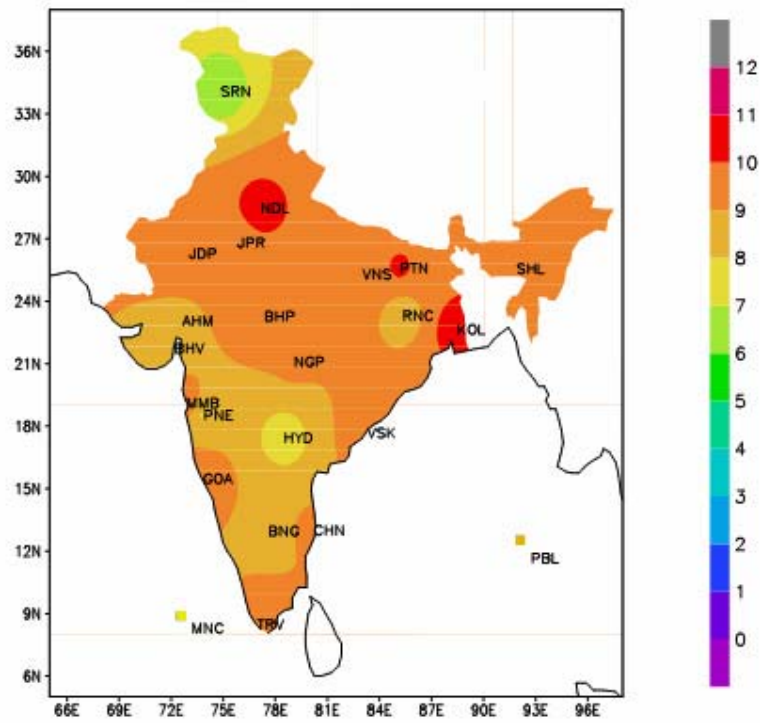 36N
33N
30N
27N
24N
21N
18N
15N
12N
9N
6N
66E 69E 72E 75E 78E 81E 84E 87E 90E 93E 96E
SRN
NDL
JPR
JDP
VNS PTN
SHL
AHM
BHP
RNC
KOL
BHV
NGP
MMB
PNE
HYD
VSK
GOA
BNG
CHN
PBL
MNC
TRV
12
11
10
9
8
7
6
5
4
3
2
1
0